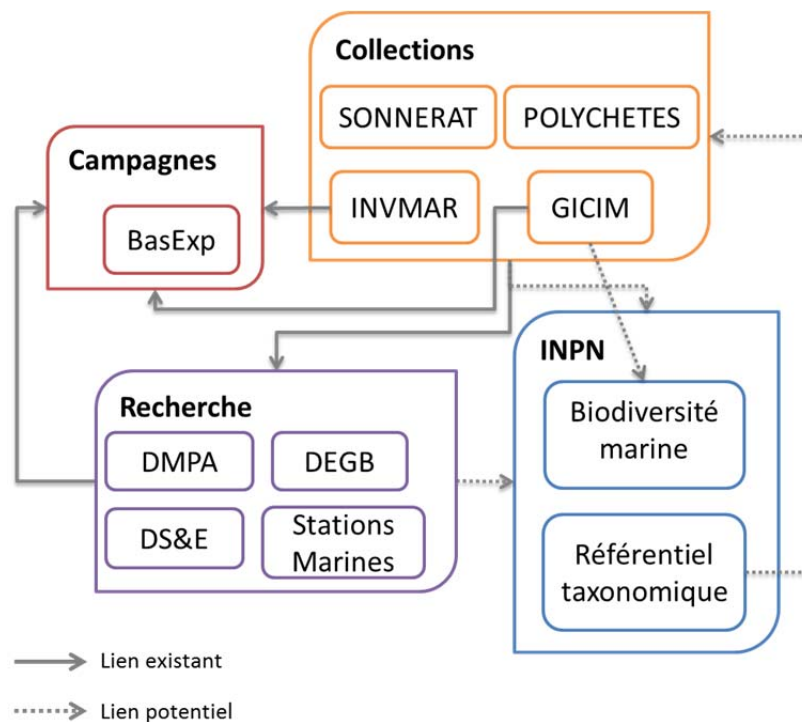 Collections
SONNERAT
POLYCHETES
INVMAR
GICIM
Campagnes
BasExp
Recherche
DMPA
DEGB
DS&E
Stations
Marines
INPN
Biodiversité
marine
Référentiel
taxonomique
Lien existant
Lien potentiel